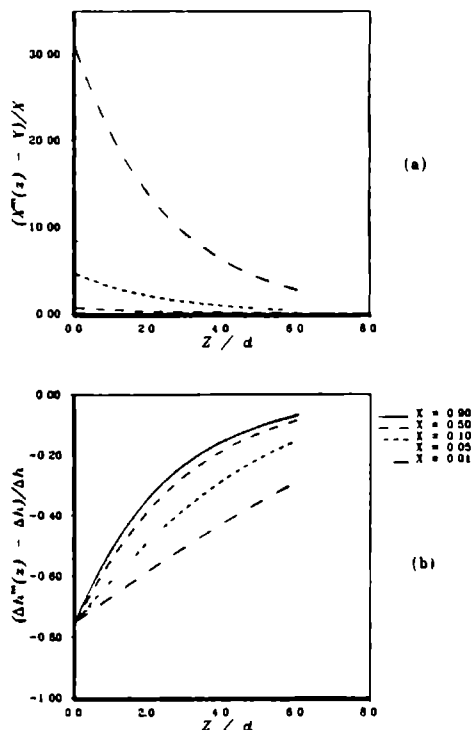 (X^m(z) - X)/X
30.00
20.00
10.00
0.00
0.0
2.0
4.0
6.0
8.0
Z / d
(a)
(Δh^m(z) - Δh)/Δh
0.00
-0.20
-0.40
-0.60
-0.80
-1.00
0.0
2.0
4.0
6.0
8.0
Z / d
X = 0.90
X = 0.50
X = 0.10
X = 0.05
X = 0.01
(b)